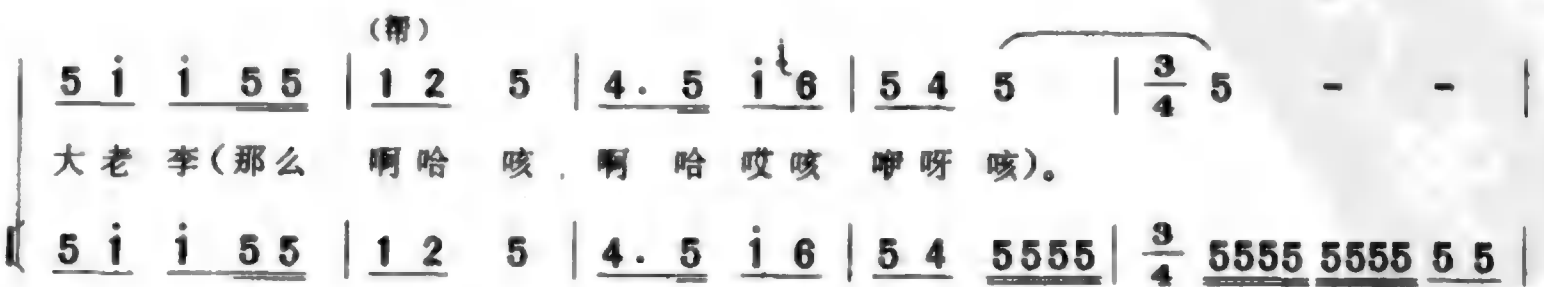 （帮）
5 i i 5 5 | 1 2 5 | 4. 5 i i 6 | 5 4 5 | 3/4 5 - - |
大老李（那么 啊哈 咳 啊 哈哎咳 咿呀 咳）。
5 i i 5 5 | 1 2 5 | 4. 5 i 6 | 5 4 5555 | 3/4 5555 5555 5 5 |